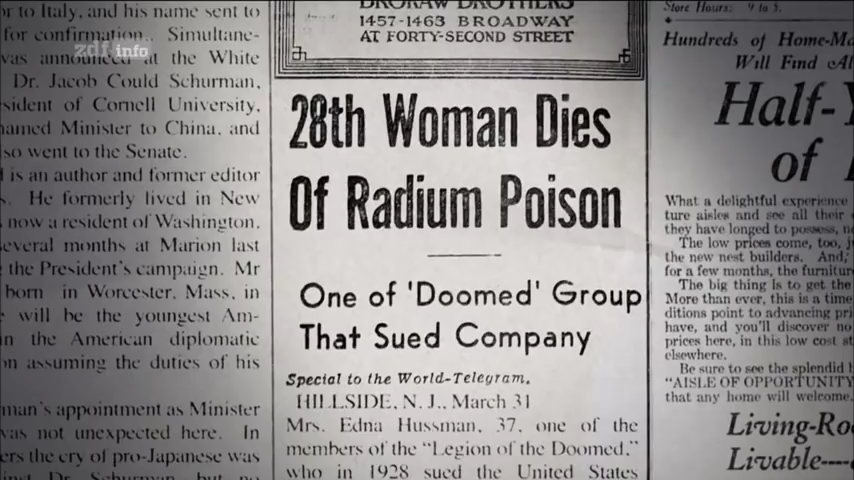 or to Italy, and his name sent to
for confirmation.. Simultane-
was announced at the White
Dr. Jacob Gould Schurman,
sident of Cornell University,
named Minister to China, and
so went to the Senate.
is an author and former editor
He formerly lived in New
now a resident of Washington.
several months at Marion last
the President's campaign. Mr
born in Worcester, Mass, in
will be the youngest Am-
in the American diplomatic
on assuming the duties of his
man's appointment as Minister
was not unexpected here. In
ers the cry of pro-Japanese was
Dr. Schurman, but no
zdf.info
BROKAW BROTHERS
1457-1463 BROADWAY
AT FORTY-SECOND STREET
28th Woman Dies
Of Radium Poison
One of 'Doomed' Group
That Sued Company
Special to the World-Telegram.
HILLSIDE, N. J., March 31
Mrs. Edna Hussman, 37, one of the
members of the "Legion of the Doomed,"
who in 1928 sued the United States
Store Hours: 9 to 5.
Hundreds of Home-Ma
Will Find Al
Half-Y
of
What a delightful experience
ture aisles and see all their
they have longed to possess, n
The low prices come, too, j
the new nest builders. And,
for a few months, the furniture
The big thing is to get the
More than ever, this is a time
ditions point to advancing pri
have, and you'll discover no
prices here, in this low cost st
elsewhere.
Be sure to see the splendid
"AISLE OF OPPORTUNITY
that any home will welcome.
Living-Ro
Livable----